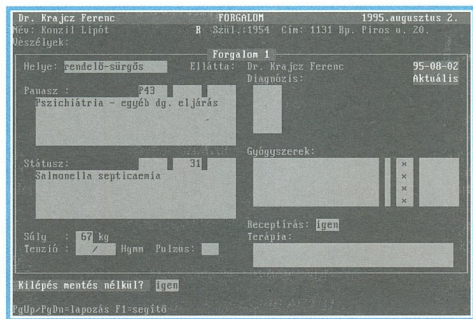 Dr. Krajcz Ferenc FORGALOM 1995.augusztus 2.
Név: Konzil Lipót R Szül.:1954 Cím: 1131 Bp. Piros u. 20.
Veszélyek:
Forgalom 1
Helye: rendelő-sürgős Ellátta: Dr. Krajcz Ferenc 95-08-02
Diagnózis: Aktuális
Panasz : P43
Pszichiátria - egyéb dg. eljárás
Gyógyszerek:
Státusz: 31
Salmonella septicaemia
×
×
×
×
Receptírás: igen
Súly : 67 kg Terápia:
Tenzió : / Hgmm Pulzus:
Kilépés mentés nélkül? igen
PgUp/PgDn=lapozás F1=segítő